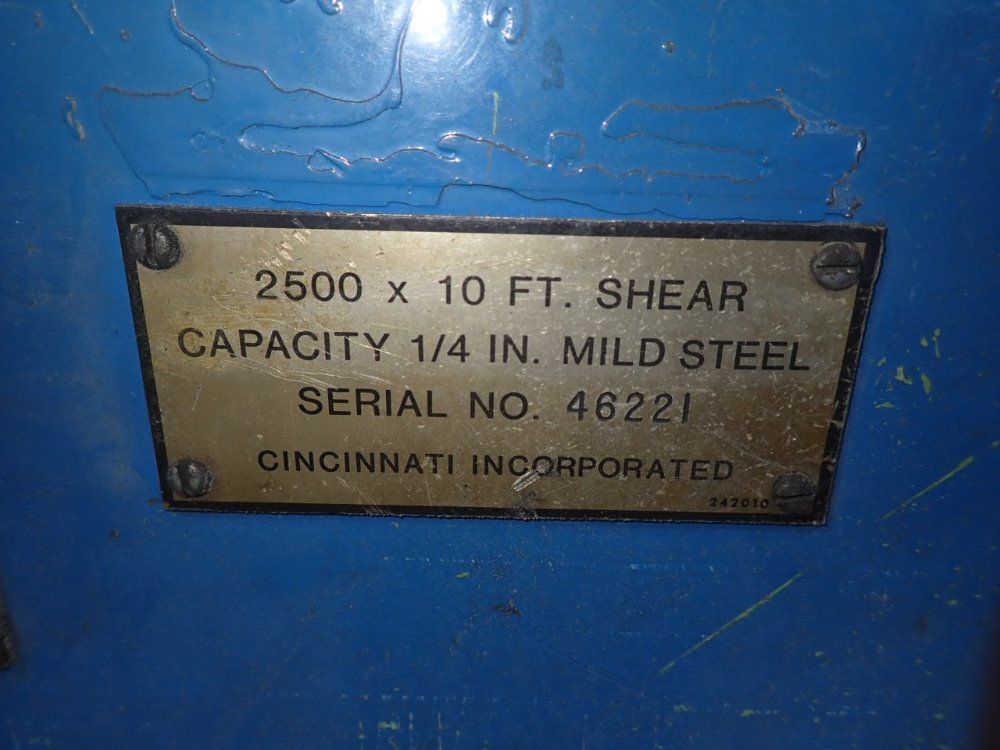 2500 x 10 FT. SHEAR
CAPACITY 1/4 IN. MILD STEEL
SERIAL NO. 46221
CINCINNATI INCORPORATED
242010